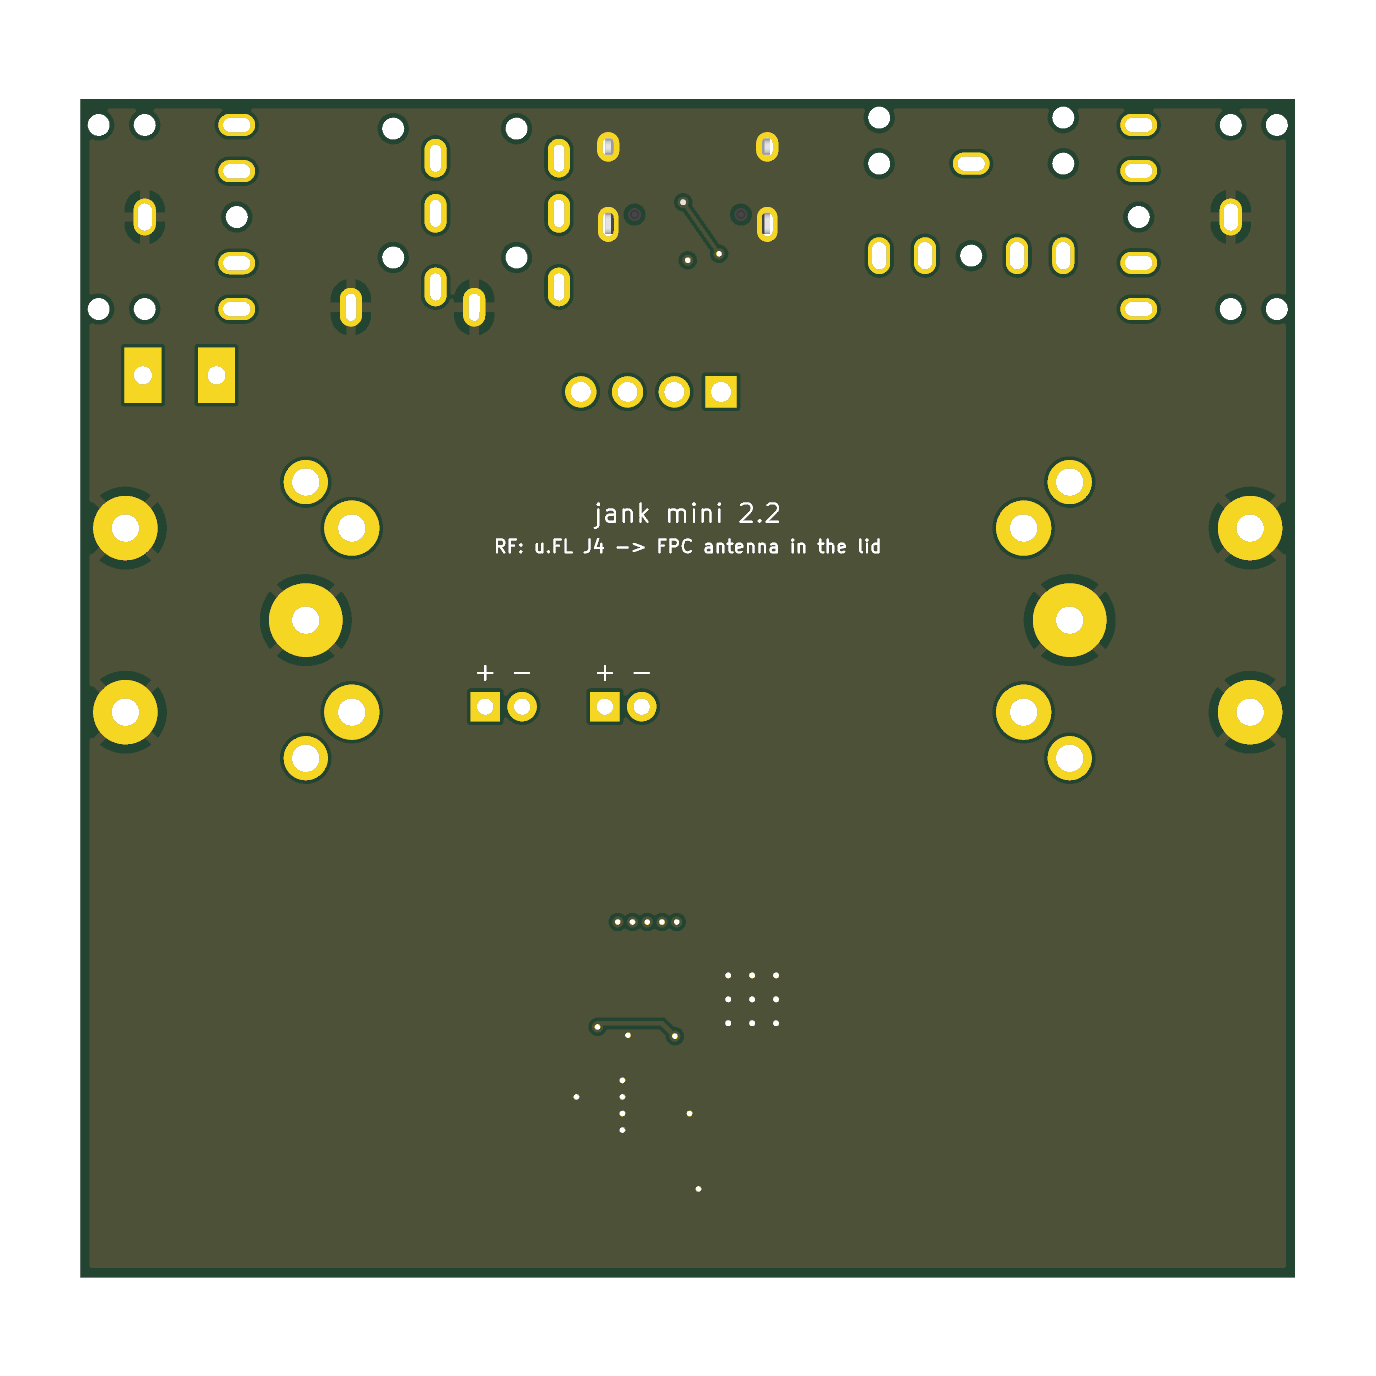 jank mini 2.2
RF: u.FL J4 -> FPC antenna in the lid
+ − + −